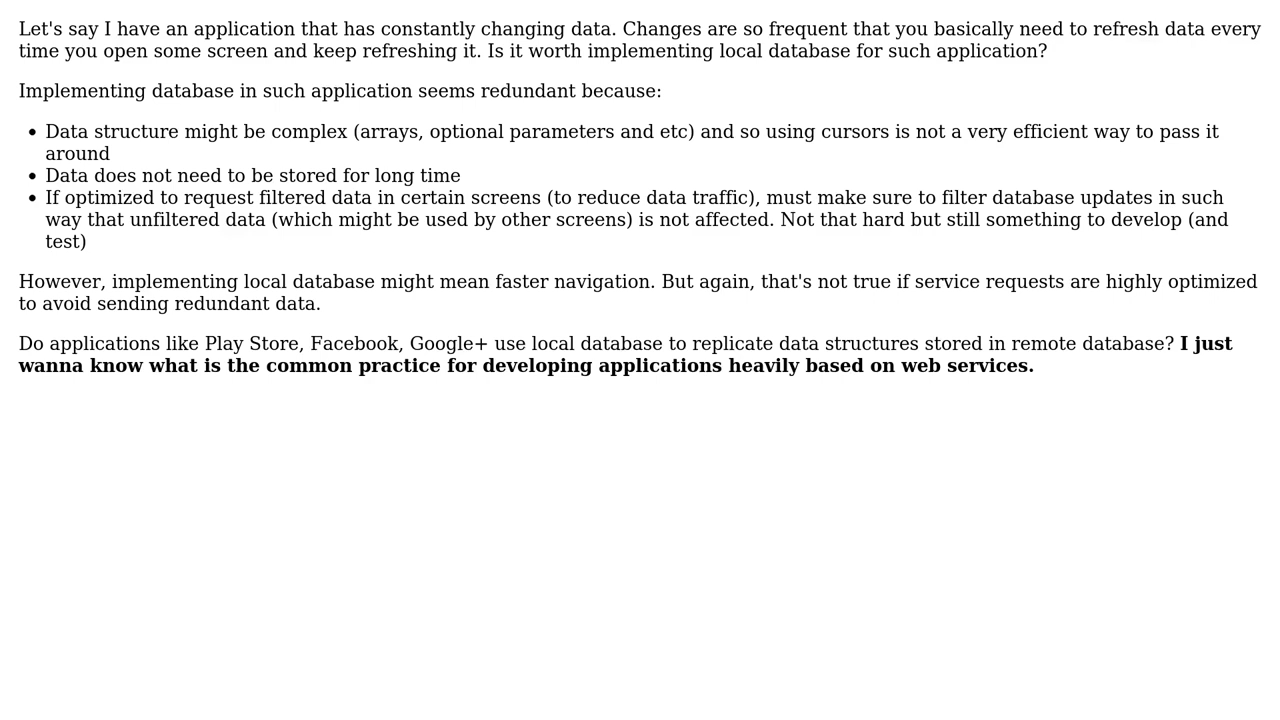 Let's say I have an application that has constantly changing data. Changes are so frequent that you basically need to refresh data every
time you open some screen and keep refreshing it. Is it worth implementing local database for such application?
Implementing database in such application seems redundant because:
• Data structure might be complex (arrays, optional parameters and etc) and so using cursors is not a very efficient way to pass it
around
• Data does not need to be stored for long time
• If optimized to request filtered data in certain screens (to reduce data traffic), must make sure to filter database updates in such
way that unfiltered data (which might be used by other screens) is not affected. Not that hard but still something to develop (and
test)
However, implementing local database might mean faster navigation. But again, that's not true if service requests are highly optimized
to avoid sending redundant data.
Do applications like Play Store, Facebook, Google+ use local database to replicate data structures stored in remote database? I just
wanna know what is the common practice for developing applications heavily based on web services.